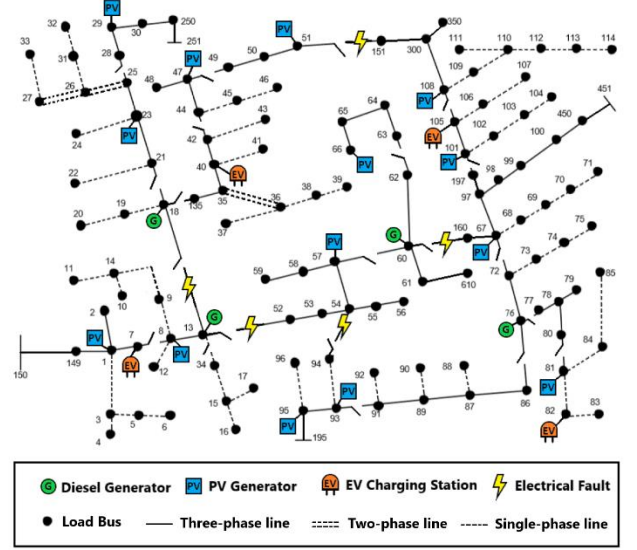 32 29 PV 30 250
33 31 28 251 PV 51
47 PV 49 50 151 300 350
27 26 25 48 44 45 46
111 110 112 113 114
109 107 108 PV
24 23 PV 42 43 41
65 64 63 66 PV
105 106 104 103 102 EV 101 PV
451 450 100 99 98
22 21 40 EV 35 36 38 39
20 19 18 G 135 37
62 197 97 71 70 69 68
11 14 10 9
59 58 57 PV G 60 160 67 PV
61 610 72 73 74 75
2 PV 7 8 PV 13 G
52 53 54 55 56
76 G 77 78 79 80 85
150 149 1 EV 12 34 17 15 16
96 94 92 90 88
84 81 PV
3 5 6 4
95 PV 93 PV 91 89 87 86
195 82 83 EV
G Diesel Generator PV PV Generator EV EV Charging Station Electrical Fault
Load Bus Three-phase line Two-phase line Single-phase line